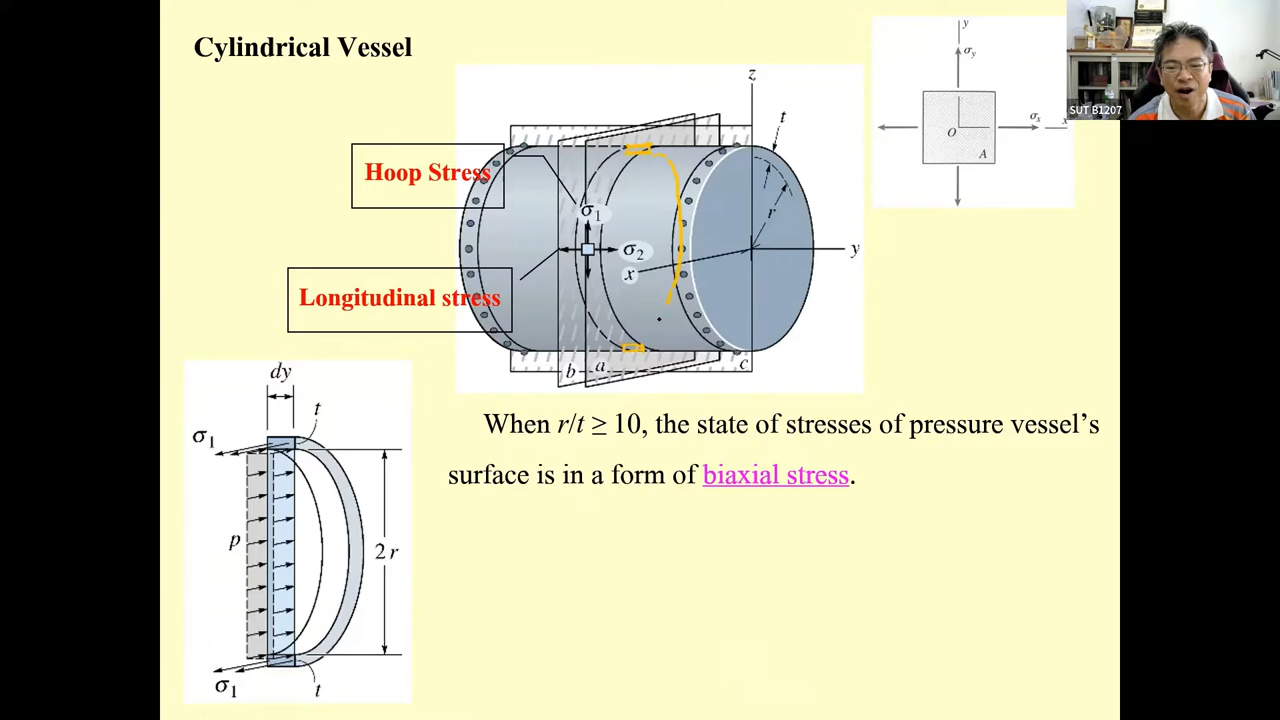 Cylindrical Vessel
SUT B1207
y
σy
σx
x
O
A
z
t
r
y
Hoop Stress
σ1
σ2
x
Longitudinal stress
b
a
c
When r/t ≥ 10, the state of stresses of pressure vessel's
surface is in a form of biaxial stress.
dy
t
σ1
p
2 r
σ1
t